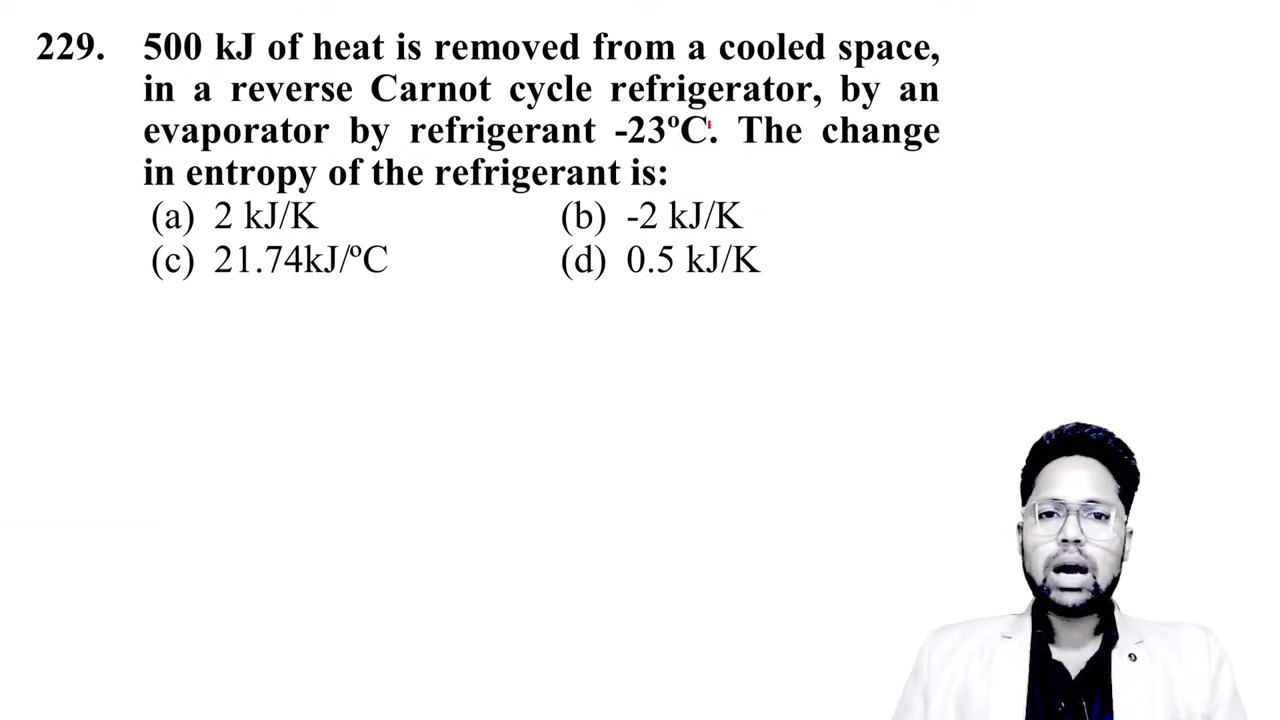 229. 500 kJ of heat is removed from a cooled space,
in a reverse Carnot cycle refrigerator, by an
evaporator by refrigerant -23ºC. The change
in entropy of the refrigerant is:
(a) 2 kJ/K (b) -2 kJ/K
(c) 21.74kJ/ºC (d) 0.5 kJ/K